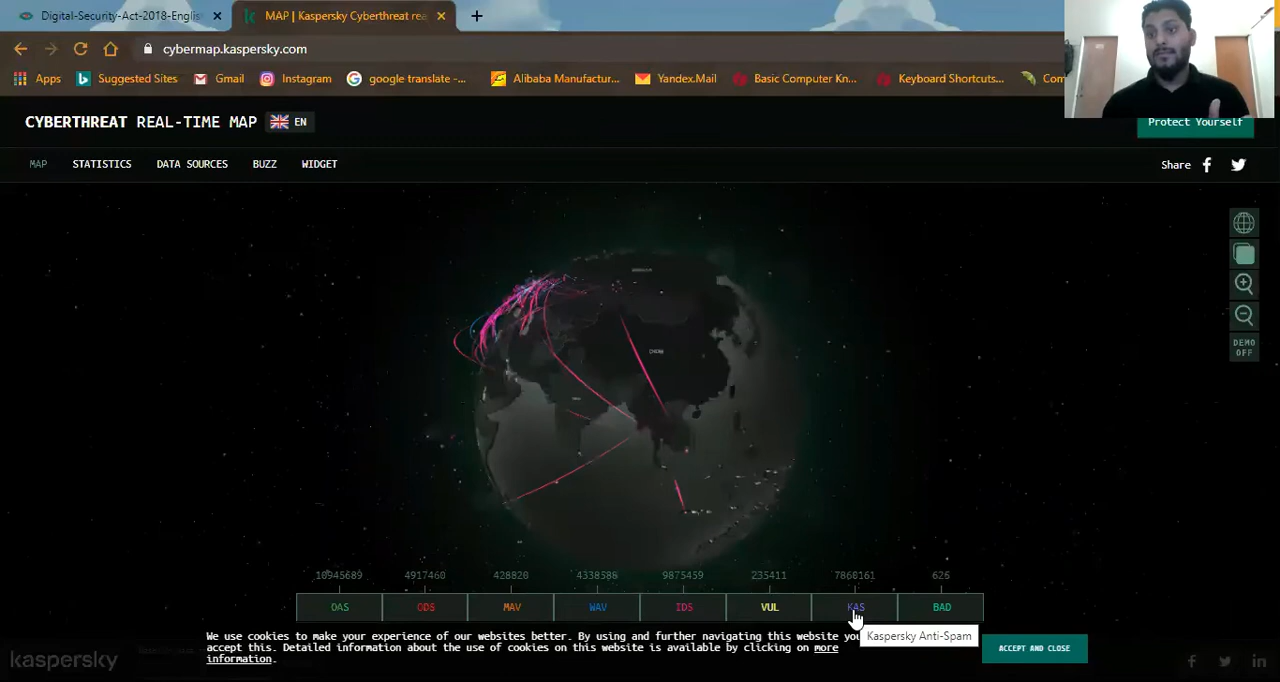 Digital-Security-Act-2018-Englis
MAP | Kaspersky Cyberthreat rea
cybermap.kaspersky.com
Apps
Suggested Sites
Gmail
Instagram
google translate -...
Alibaba Manufactur...
Yandex.Mail
Basic Computer Kn...
Keyboard Shortcuts...
Com
CYBERTHREAT REAL-TIME MAP
EN
Protect Yourself
MAP
STATISTICS
DATA SOURCES
BUZZ
WIDGET
Share
CHINA
DEMO
OFF
10945689
4917460
428820
4338586
9875459
235411
7860161
625
OAS
ODS
MAV
WAV
IDS
VUL
KAS
BAD
Kaspersky Anti-Spam
We use cookies to make your experience of our websites better. By using and further navigating this website you
accept this. Detailed information about the use of cookies on this website is available by clicking on more
information.
ACCEPT AND CLOSE
kaspersky